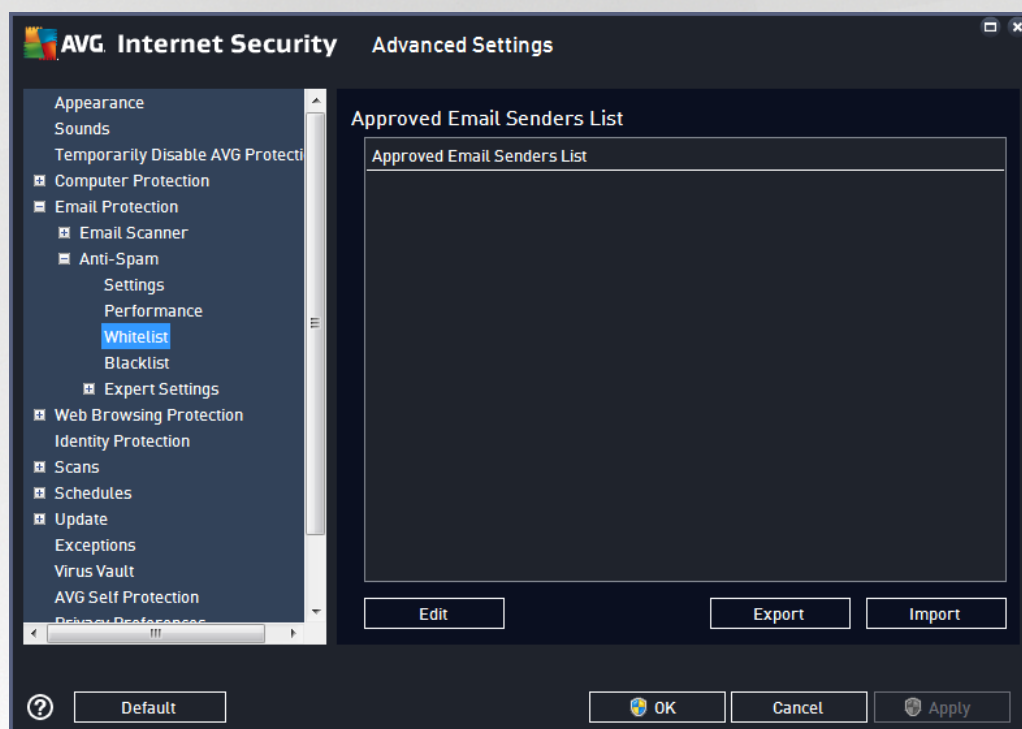 AVG. Internet Security Advanced Settings
Appearance
Sounds
Temporarily Disable AVG Protecti
Computer Protection
Email Protection
Email Scanner
Anti-Spam
Settings
Performance
Whitelist
Blacklist
Expert Settings
Web Browsing Protection
Identity Protection
Scans
Schedules
Update
Exceptions
Virus Vault
AVG Self Protection
Privacy Preferences
Approved Email Senders List
Approved Email Senders List
Edit Export Import
? Default OK Cancel Apply